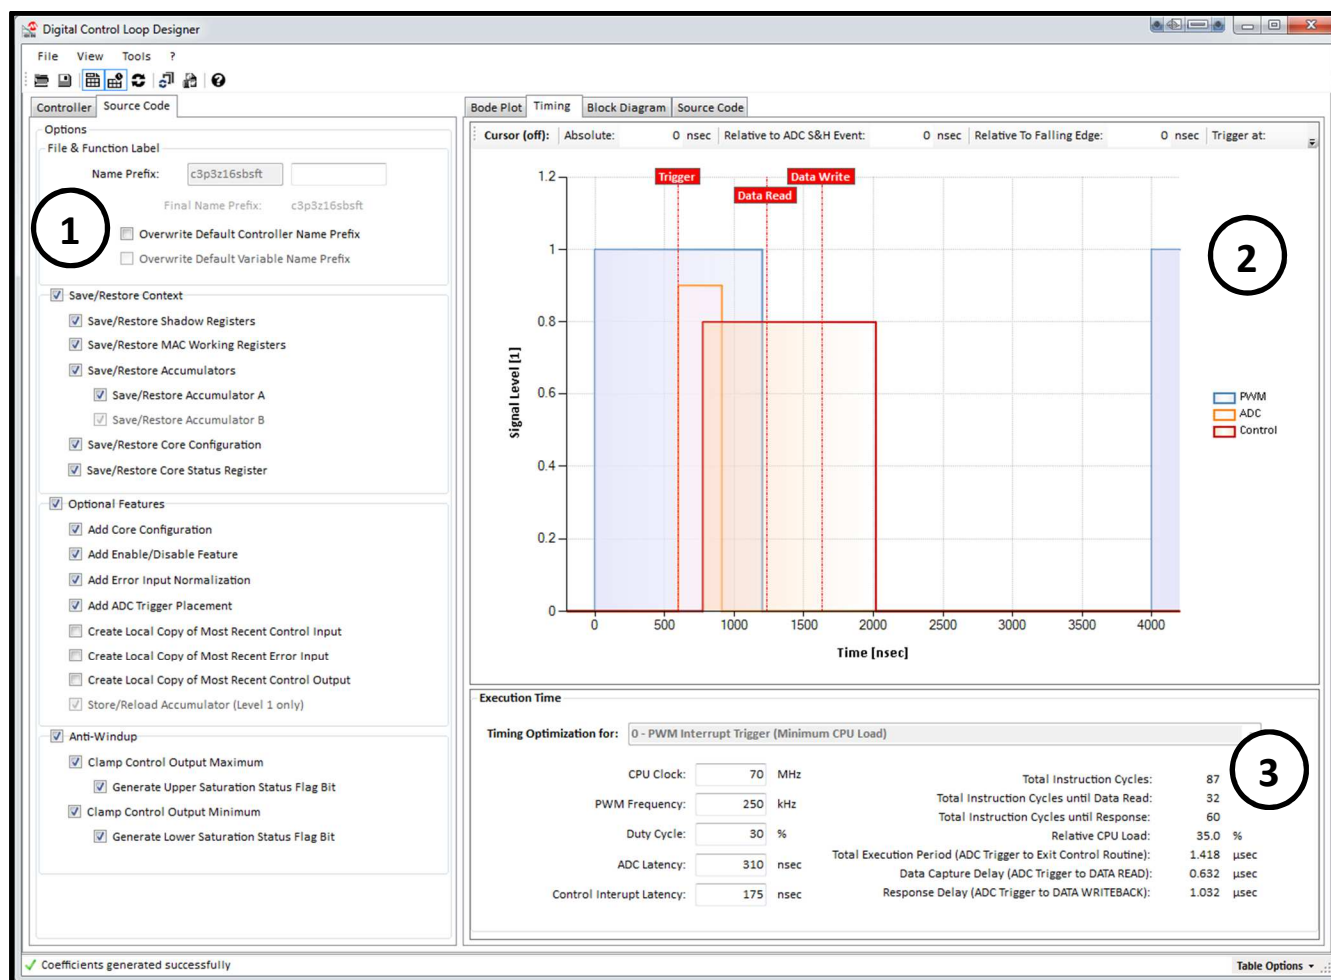 Digital Control Loop Designer
File View Tools ?
Controller Source Code
Options
File & Function Label
Name Prefix: c3p3z16sbsft
Final Name Prefix: c3p3z16sbsft
1
Overwrite Default Controller Name Prefix
Overwrite Default Variable Name Prefix
Save/Restore Context
Save/Restore Shadow Registers
Save/Restore MAC Working Registers
Save/Restore Accumulators
Save/Restore Accumulator A
Save/Restore Accumulator B
Save/Restore Core Configuration
Save/Restore Core Status Register
Optional Features
Add Core Configuration
Add Enable/Disable Feature
Add Error Input Normalization
Add ADC Trigger Placement
Create Local Copy of Most Recent Control Input
Create Local Copy of Most Recent Error Input
Create Local Copy of Most Recent Control Output
Store/Reload Accumulator (Level 1 only)
Anti-Windup
Clamp Control Output Maximum
Generate Upper Saturation Status Flag Bit
Clamp Control Output Minimum
Generate Lower Saturation Status Flag Bit
Bode Plot Timing Block Diagram Source Code
Cursor (off): Absolute: 0 nsec Relative to ADC S&H Event: 0 nsec Relative To Falling Edge: 0 nsec Trigger at:
Trigger Data Write
Data Read
2
1.2
1
0.8
0.6
0.4
0.2
0
Signal Level [1]
0 500 1000 1500 2000 2500 3000 3500 4000
Time [nsec]
PWM
ADC
Control
Execution Time
Timing Optimization for: 0 - PWM Interrupt Trigger (Minimum CPU Load)
3
CPU Clock: 70 MHz
PWM Frequency: 250 kHz
Duty Cycle: 30 %
ADC Latency: 310 nsec
Control Interupt Latency: 175 nsec
Total Instruction Cycles: 87
Total Instruction Cycles until Data Read: 32
Total Instruction Cycles until Response: 60
Relative CPU Load: 35.0 %
Total Execution Period (ADC Trigger to Exit Control Routine): 1.418 µsec
Data Capture Delay (ADC Trigger to DATA READ): 0.632 µsec
Response Delay (ADC Trigger to DATA WRITEBACK): 1.032 µsec
Coefficients generated successfully
Table Options